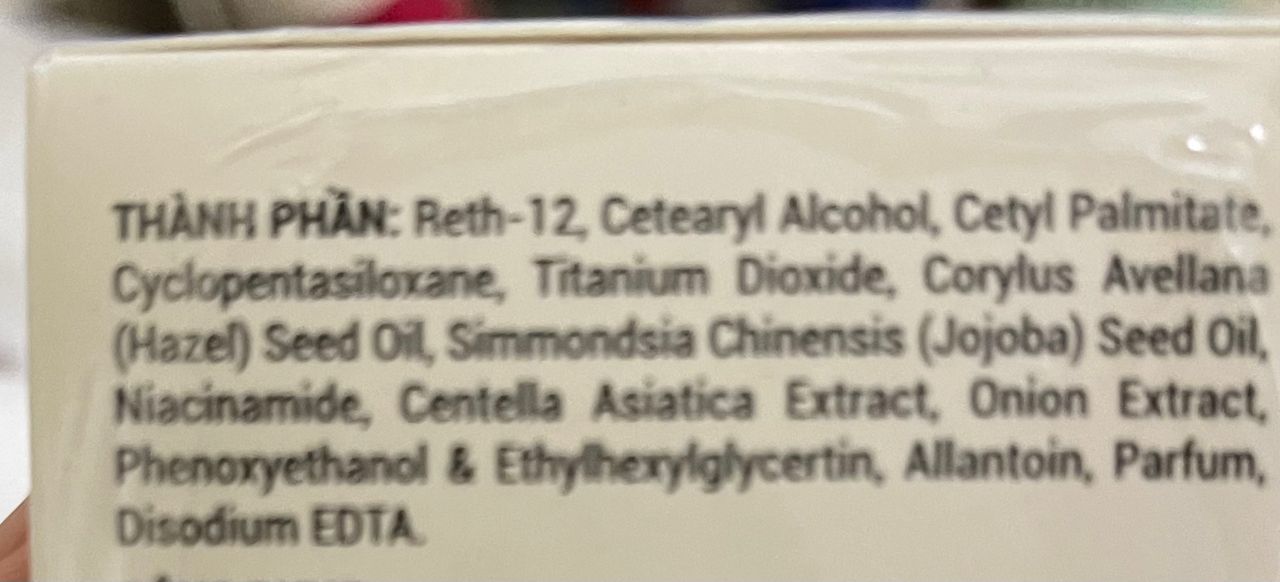 THÀNH PHẦN: Reth-12, Cetearyl Alcohol, Cetyl Palmitate,
Cyclopentasiloxane, Titanium Dioxide, Corylus Avellana
(Hazel) Seed Oil, Simmondsia Chinensis (Jojoba) Seed Oil,
Niacinamide, Centella Asiatica Extract, Onion Extract,
Phenoxyethanol & Ethylhexylglycertin, Allantoin, Parfum,
Disodium EDTA.